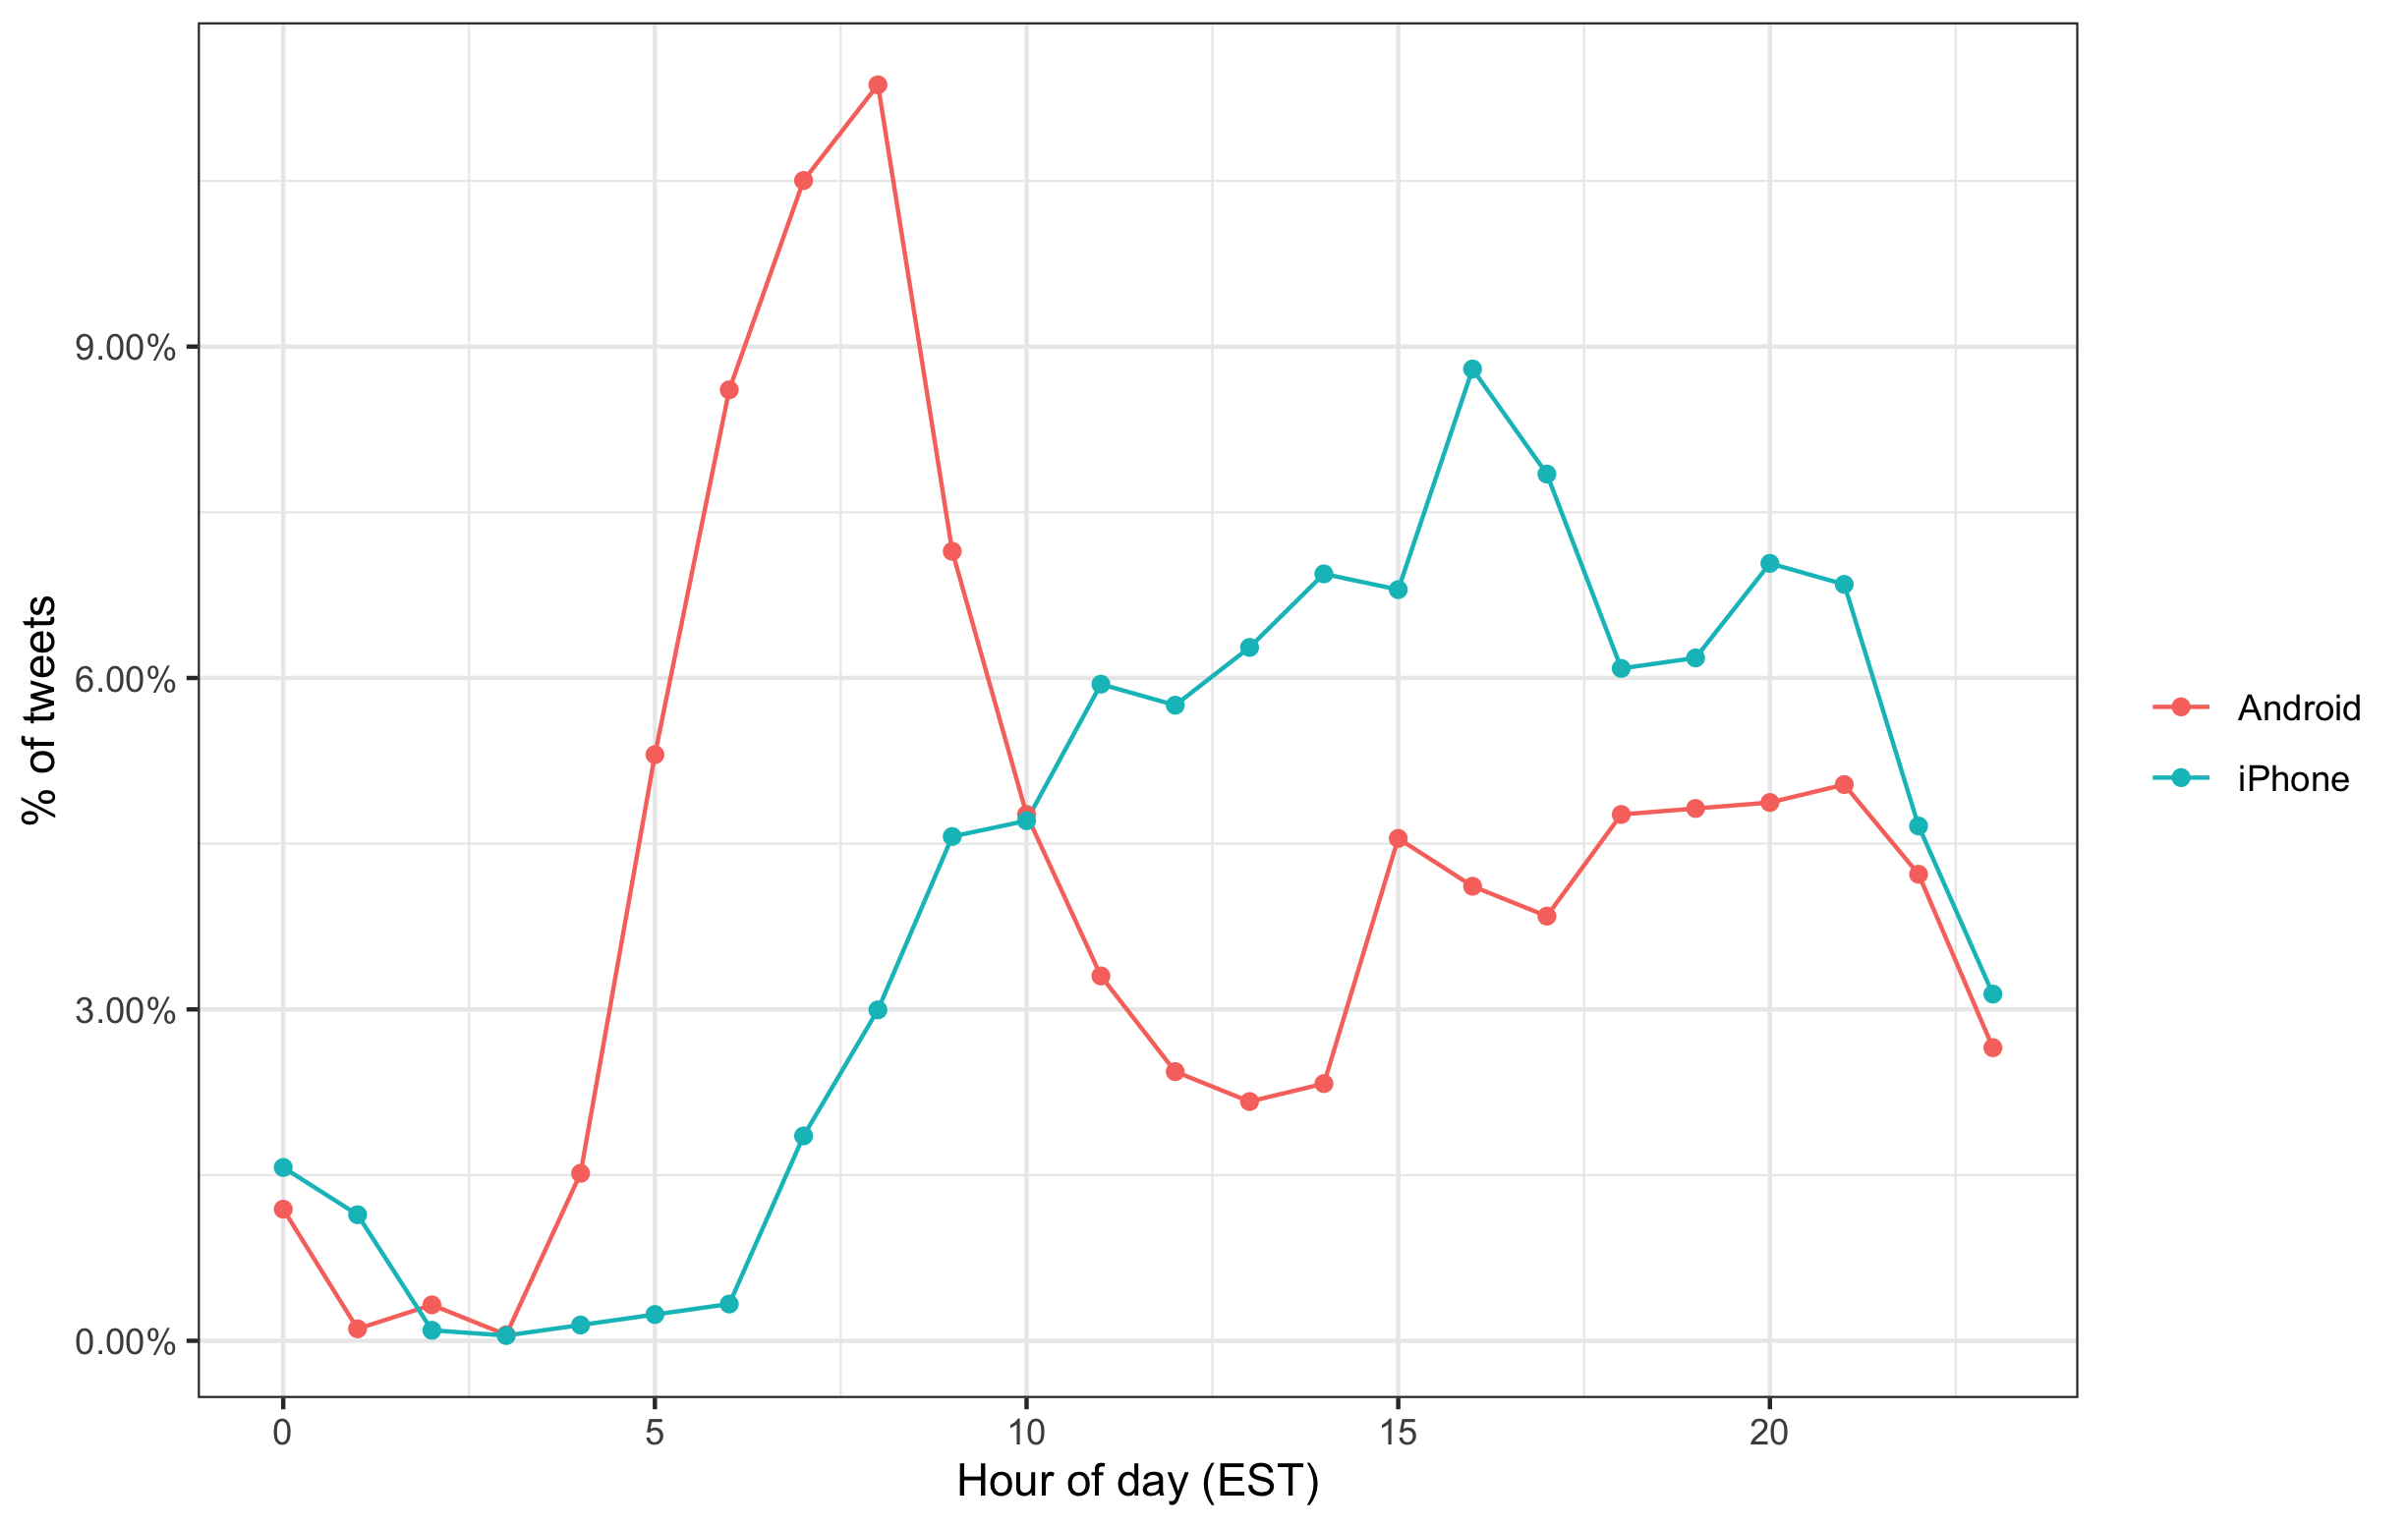 % of tweets
9.00%
6.00%
3.00%
0.00%
0 5 10 15 20
Hour of day (EST)
Android
iPhone